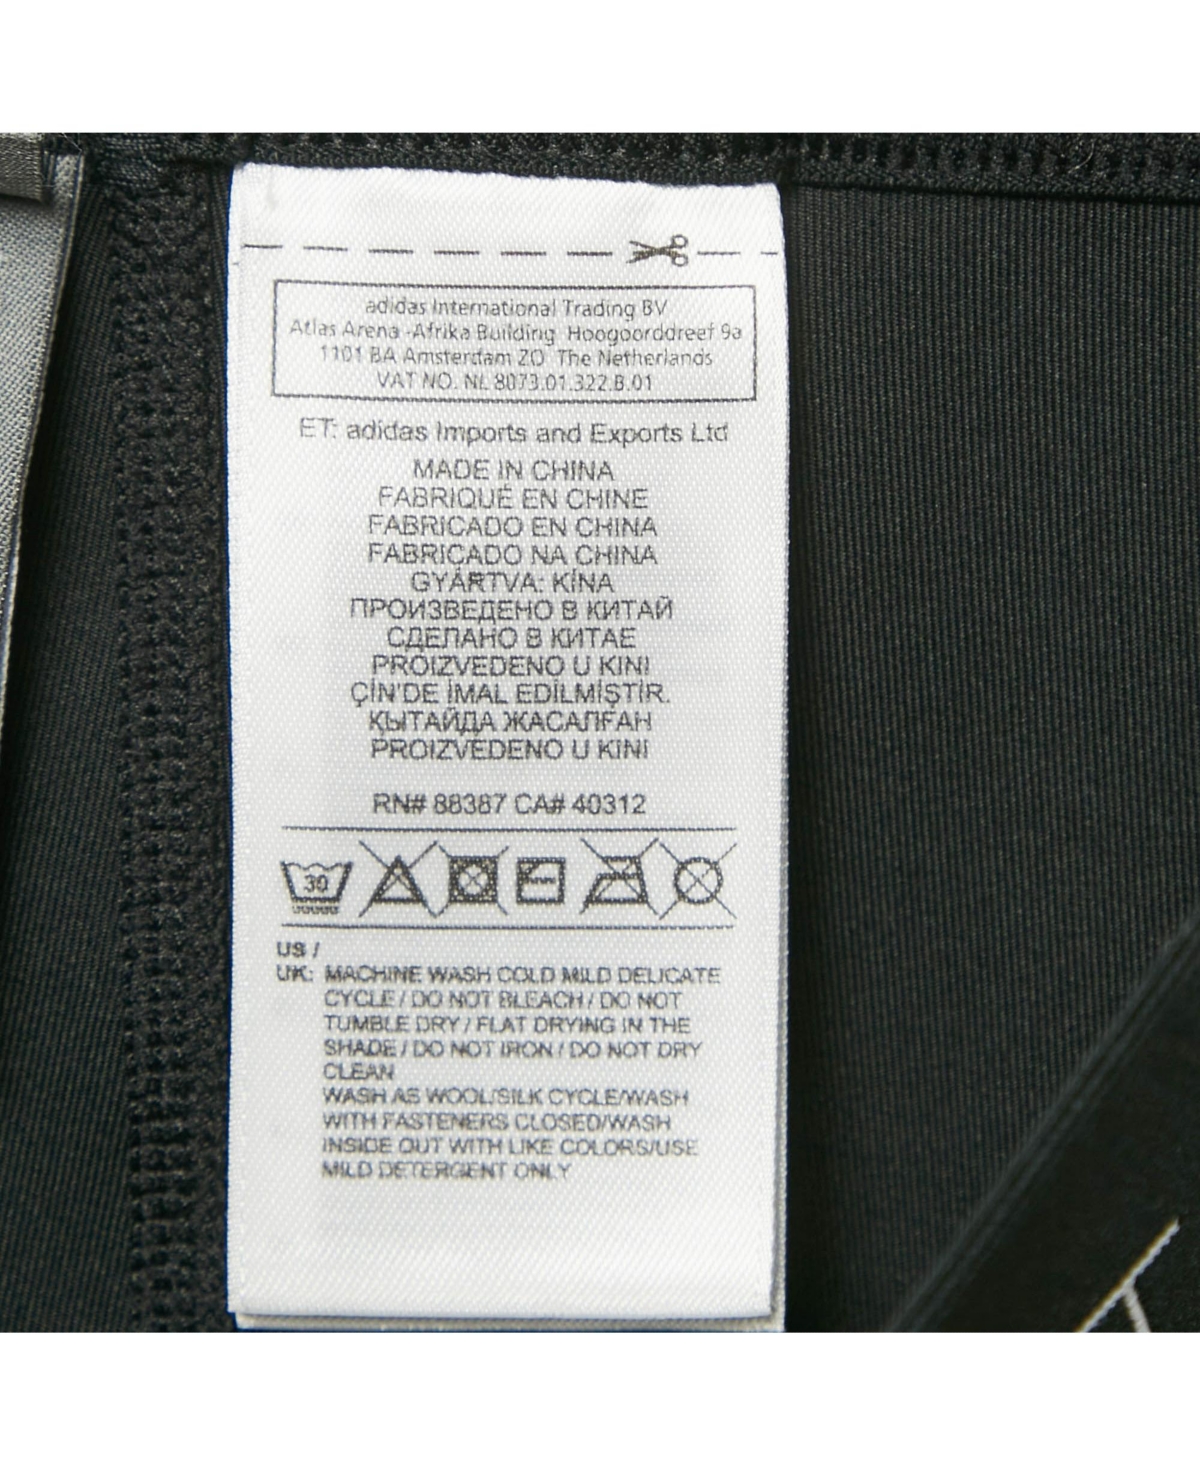 adidas International Trading BV
Atlas Arena -Afrika Building Hoogoorddreef 9a
1101 BA Amsterdam ZO The Netherlands
VAT NO. NL 8073.01.322.B.01
ET: adidas Imports and Exports Ltd
MADE IN CHINA
FABRIQUÉ EN CHINE
FABRICADO EN CHINA
FABRICADO NA CHINA
GYÁRTVA: KÍNA
ПРОИЗВЕДЕНО В КИТАЙ
СДЕЛАНО В КИТАЕ
PROIZVEDENO U KINI
ÇİN'DE İMAL EDİLMİŞTİR.
ҚЫТАЙДА ЖАСАЛҒАН
PROIZVEDENO U KINI
RN# 88387 CA# 40312
30
US /
UK: MACHINE WASH COLD MILD DELICATE
CYCLE / DO NOT BLEACH / DO NOT
TUMBLE DRY / FLAT DRYING IN THE
SHADE / DO NOT IRON / DO NOT DRY
CLEAN
WASH AS WOOL/SILK CYCLE/WASH
WITH FASTENERS CLOSED/WASH
INSIDE OUT WITH LIKE COLORS/USE
MILD DETERGENT ONLY